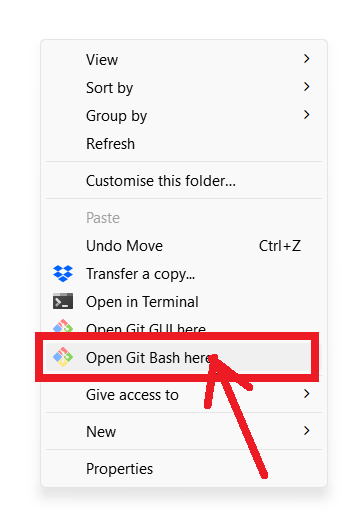 View
Sort by
Group by
Refresh
Customise this folder...
Paste
Undo Move Ctrl+Z
Transfer a copy...
Open in Terminal
Open Git GUI here
Open Git Bash here
Give access to
New
Properties